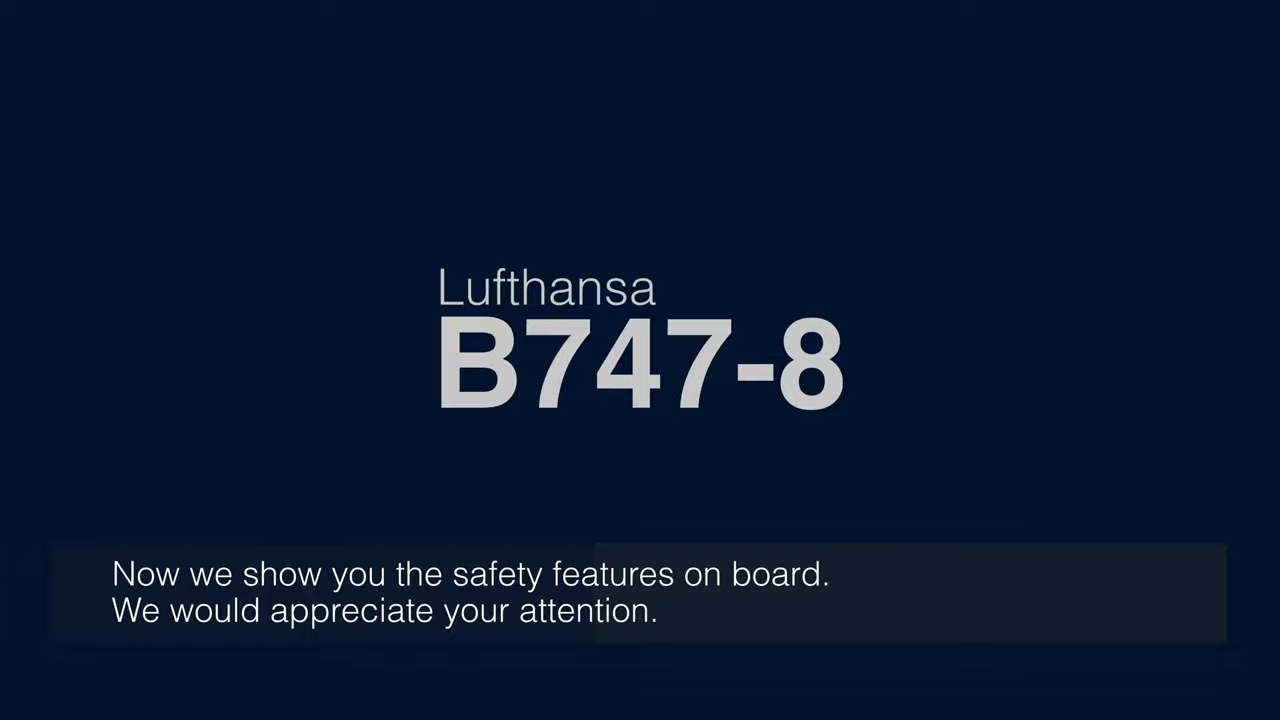 Lufthansa
B747-8
Now we show you the safety features on board.
We would appreciate your attention.